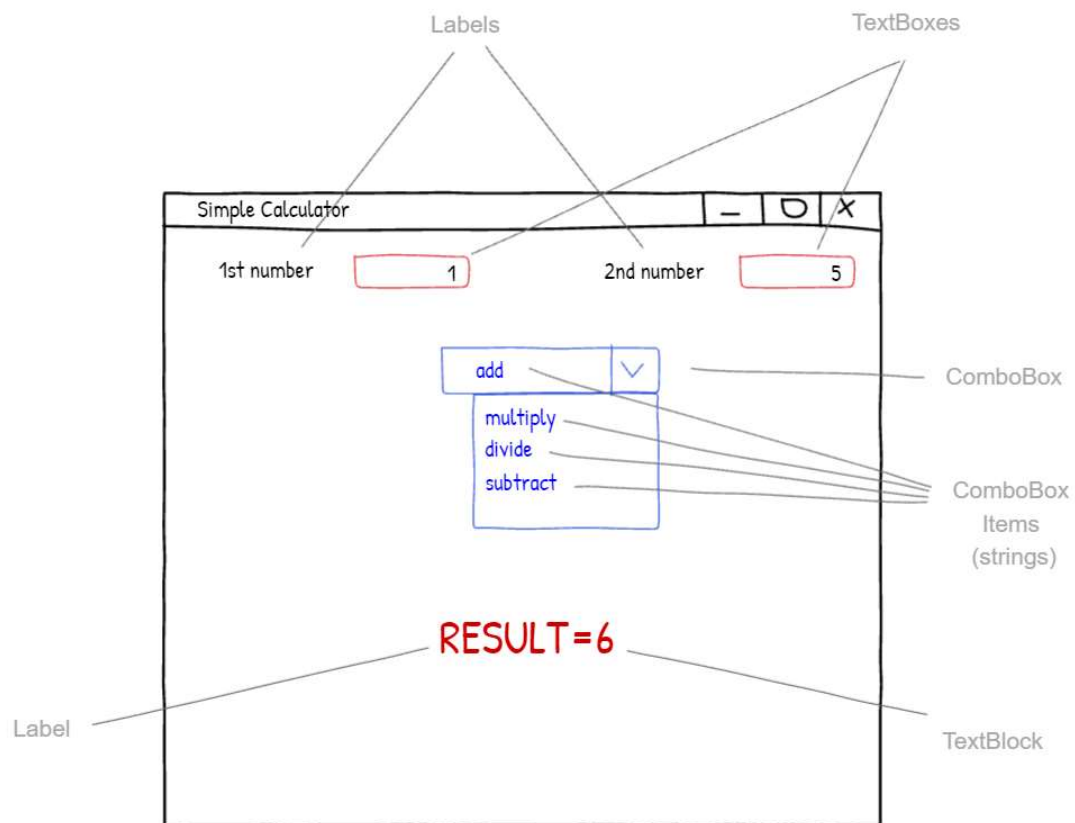 Labels
TextBoxes
Simple Calculator
1st number 1 2nd number 5
add
ComboBox
multiply
divide
subtract
ComboBox
Items
(strings)
RESULT=6
Label
TextBlock